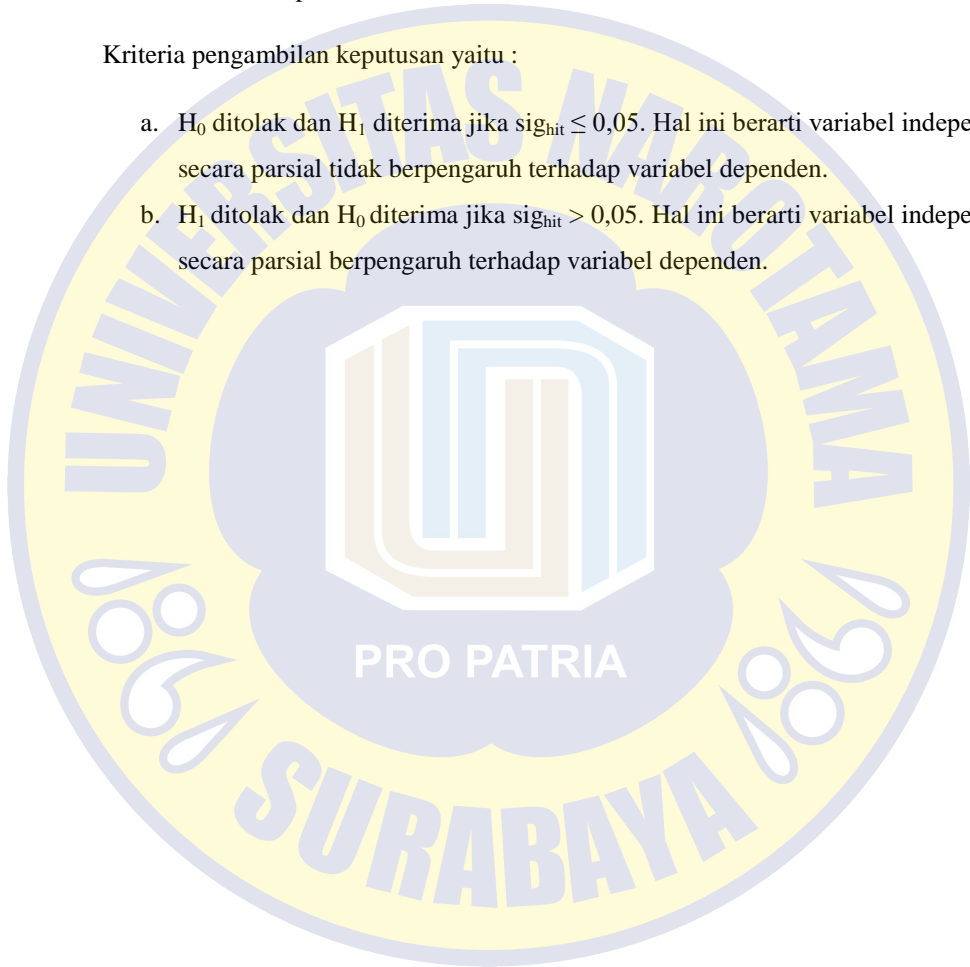 Kriteria pengambilan keputusan yaitu :
a. H₀ ditolak dan H₁ diterima jika sig_hit ≤ 0,05. Hal ini berarti variabel indepe
secara parsial tidak berpengaruh terhadap variabel dependen.
b. H₁ ditolak dan H₀ diterima jika sig_hit > 0,05. Hal ini berarti variabel indepe
secara parsial berpengaruh terhadap variabel dependen.
UNIVERSITAS NAROTAMA
PRO PATRIA
SURABAYA